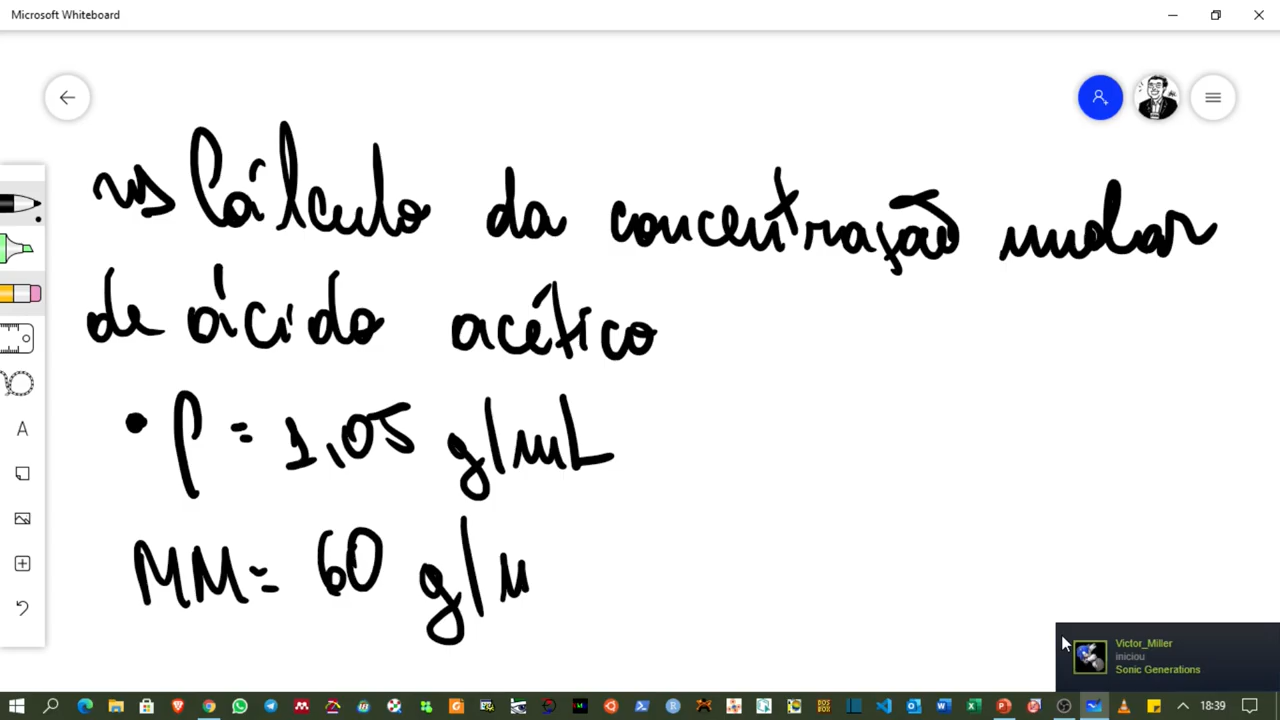 Microsoft Whiteboard
Cálculo da concentração molar
de ácido acético
• ρ = 1,05 g/mL
MM = 60 g/m
A
Victor_Miller
iniciou
Sonic Generations
18:39